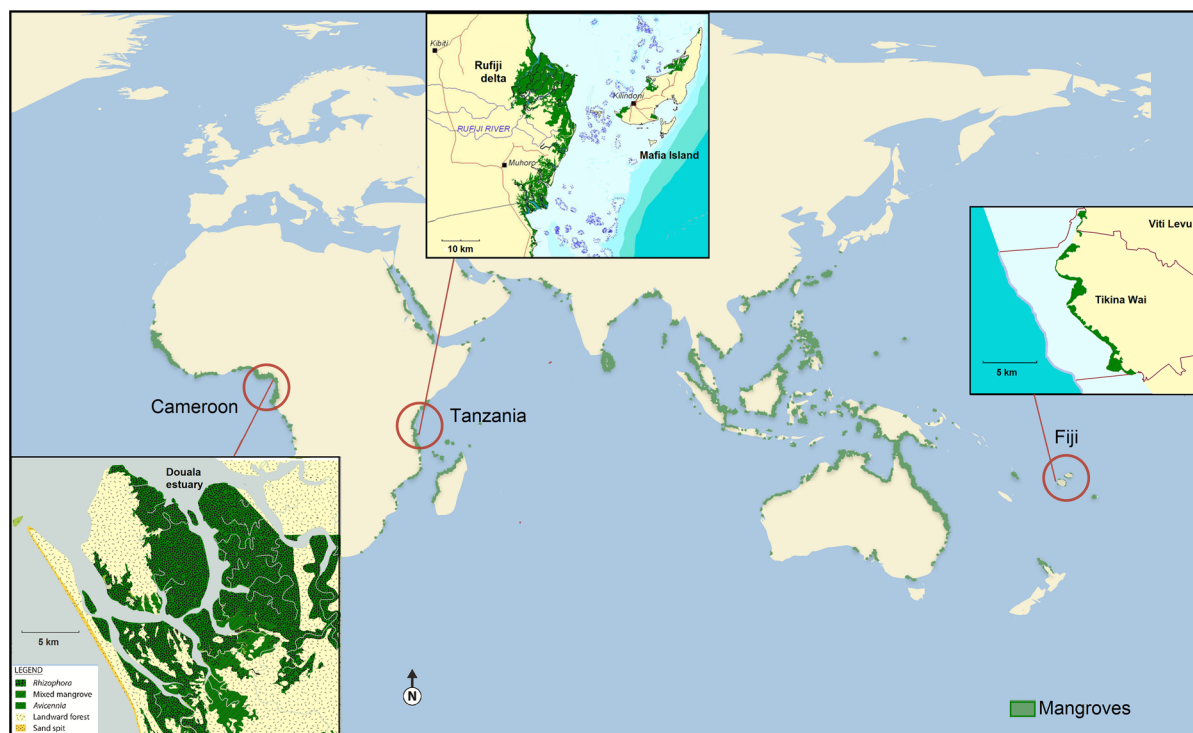 Kibiti
Rufiji
delta
Kilindoni
RUFIJI RIVER
Muhoro
Mafia Island
10 km
Viti Levu
Tikina Wai
5 km
Cameroon
Tanzania
Fiji
Douala
estuary
5 km
LEGEND
Rhizophora
Mixed mangrove
Avicennia
Landward forest
Sand spit
N
Mangroves